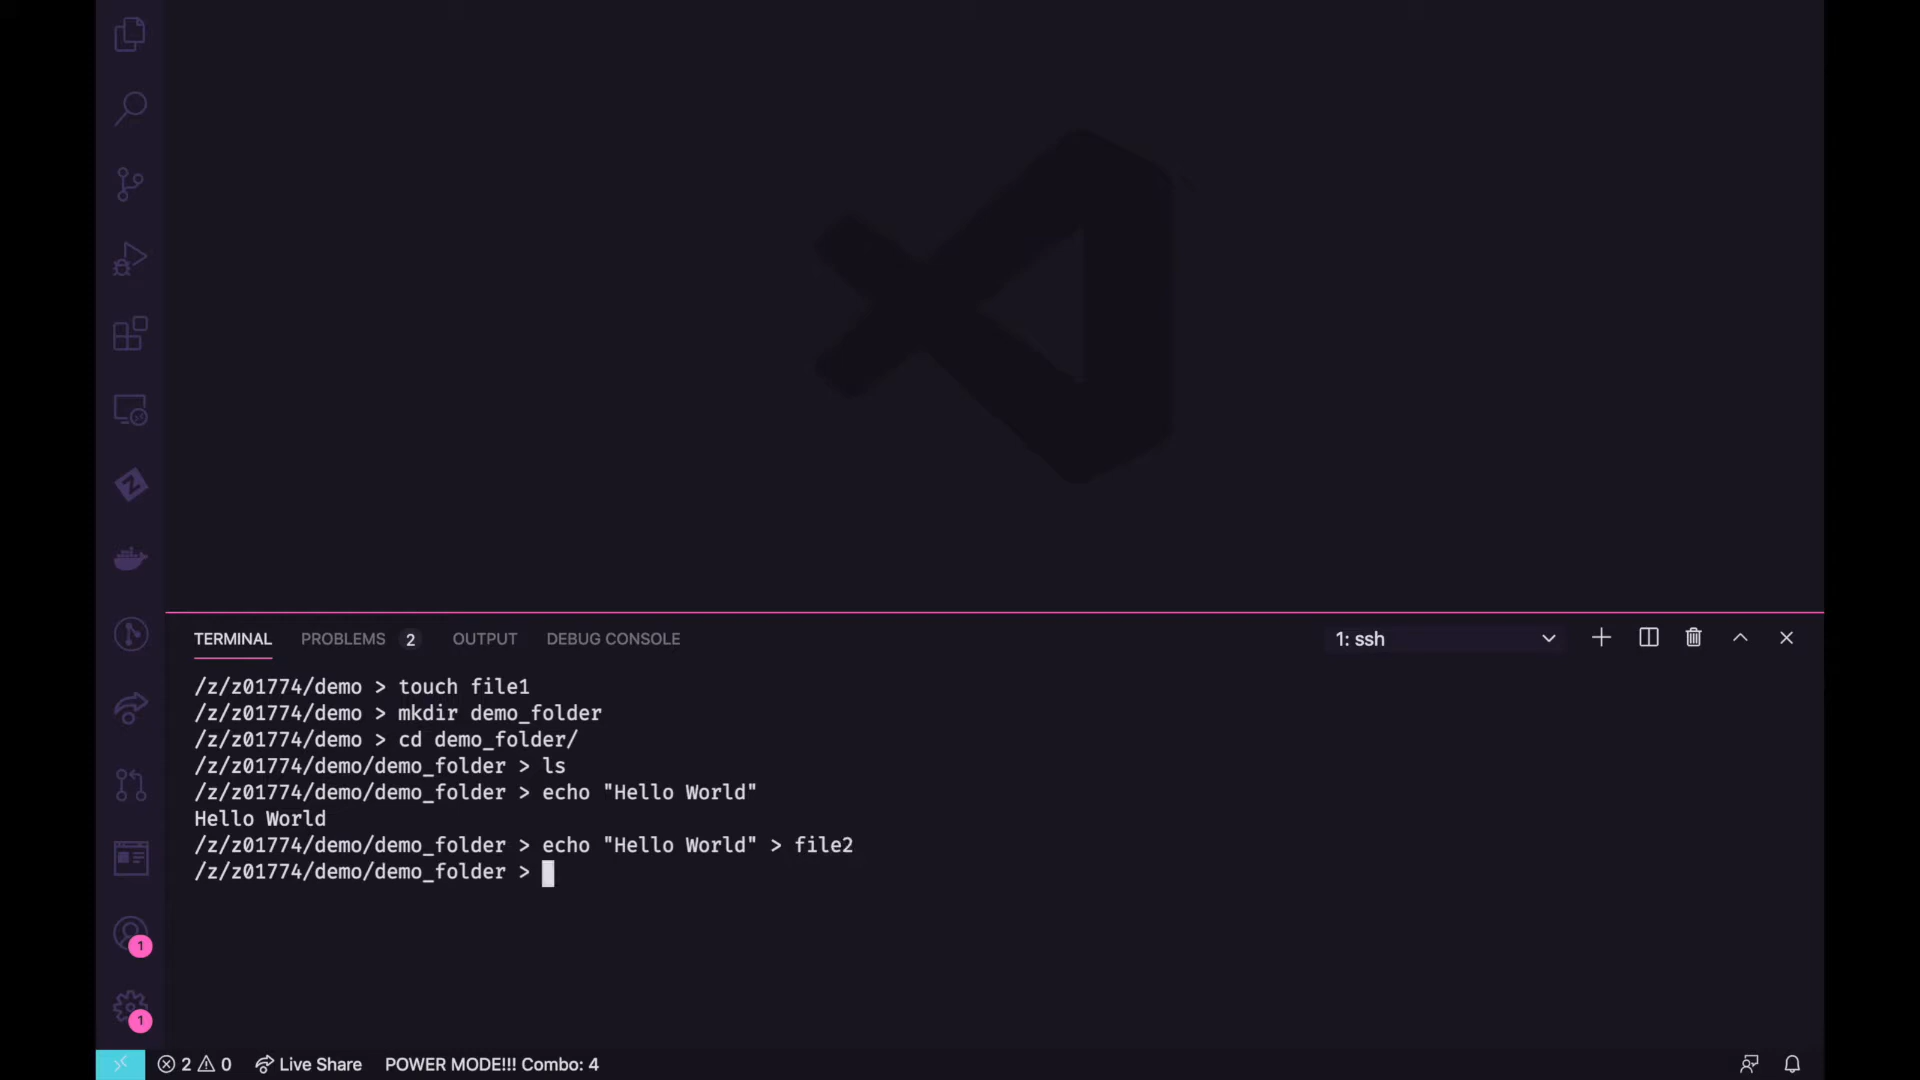 TERMINAL PROBLEMS 2 OUTPUT DEBUG CONSOLE 1: ssh
/z/z01774/demo > touch file1
/z/z01774/demo > mkdir demo_folder
/z/z01774/demo > cd demo_folder/
/z/z01774/demo/demo_folder > ls
/z/z01774/demo/demo_folder > echo "Hello World"
Hello World
/z/z01774/demo/demo_folder > echo "Hello World" > file2
/z/z01774/demo/demo_folder >
1
1
2 0 Live Share POWER MODE!!! Combo: 4